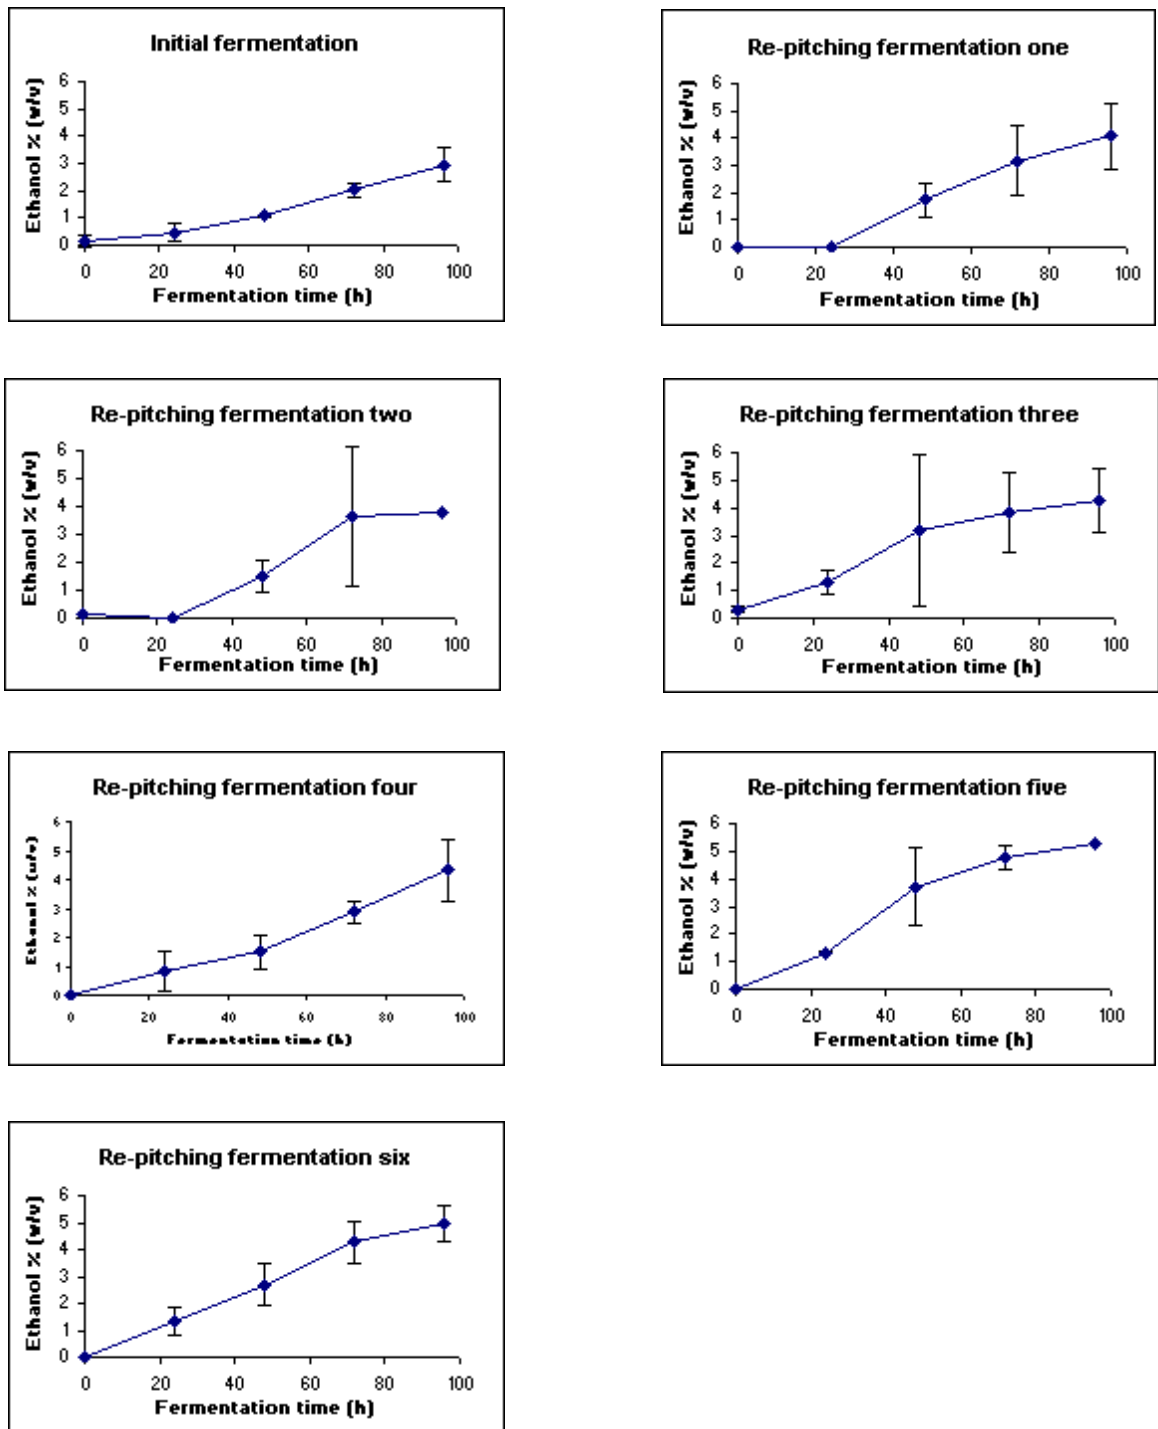 Initial fermentation
Ethanol % (w/v)
6
5
4
3
2
1
0
0 20 40 60 80 100
Fermentation time (h)
Re-pitching fermentation one
Ethanol % (w/v)
6
5
4
3
2
1
0
0 20 40 60 80 100
Fermentation time (h)
Re-pitching fermentation two
Ethanol % (w/v)
6
5
4
3
2
1
0
0 20 40 60 80 100
Fermentation time (h)
Re-pitching fermentation three
Ethanol % (w/v)
6
5
4
3
2
1
0
0 20 40 60 80 100
Fermentation time (h)
Re-pitching fermentation four
Ethanol % (w/v)
6
5
4
3
2
1
0
0 20 40 60 80 100
Fermentation time (h)
Re-pitching fermentation five
Ethanol % (w/v)
6
5
4
3
2
1
0
0 20 40 60 80 100
Fermentation time (h)
Re-pitching fermentation six
Ethanol % (w/v)
6
5
4
3
2
1
0
0 20 40 60 80 100
Fermentation time (h)